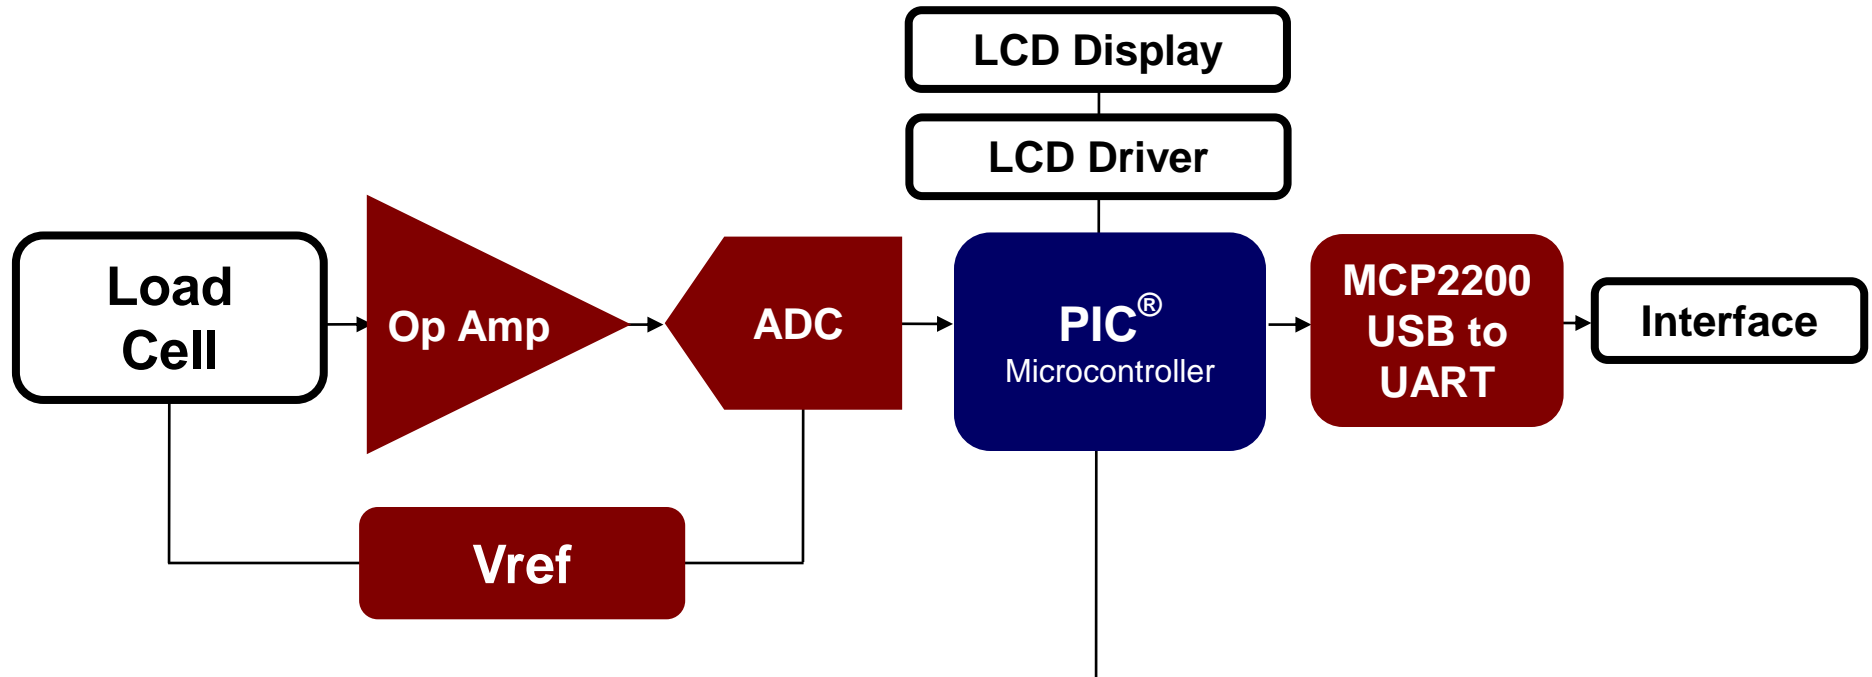 LCD Display
LCD Driver
Load
Cell
Op Amp
ADC
PIC®
Microcontroller
MCP2200
USB to
UART
Interface
Vref